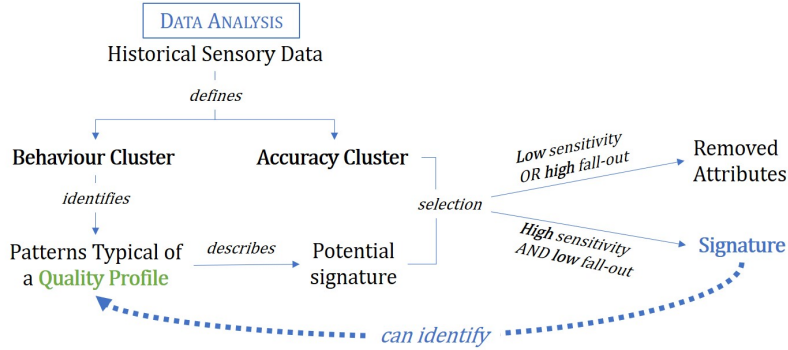 DATA ANALYSIS
Historical Sensory Data
defines
Behaviour Cluster
Accuracy Cluster
identifies
Patterns Typical of
a Quality Profile
describes
Potential
signature
selection
Low sensitivity
OR high fall-out
Removed
Attributes
High sensitivity
AND low fall-out
Signature
can identify